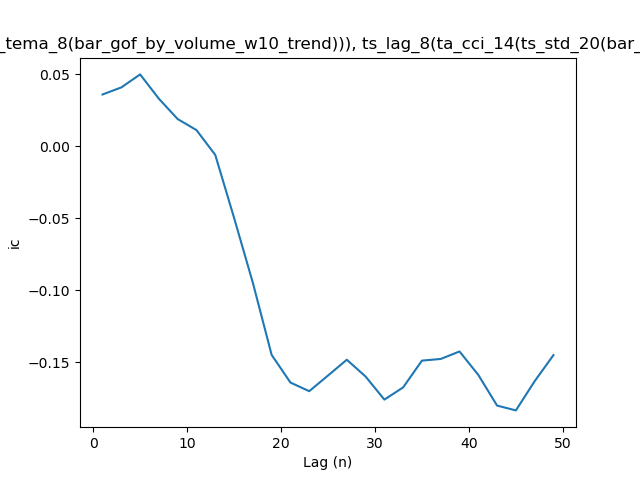 _tema_8(bar_gof_by_volume_w10_trend))), ts_lag_8(ta_cci_14(ts_std_20(bar_
0.05
0.00
−0.05
−0.10
−0.15
ic
0 10 20 30 40 50
Lag (n)